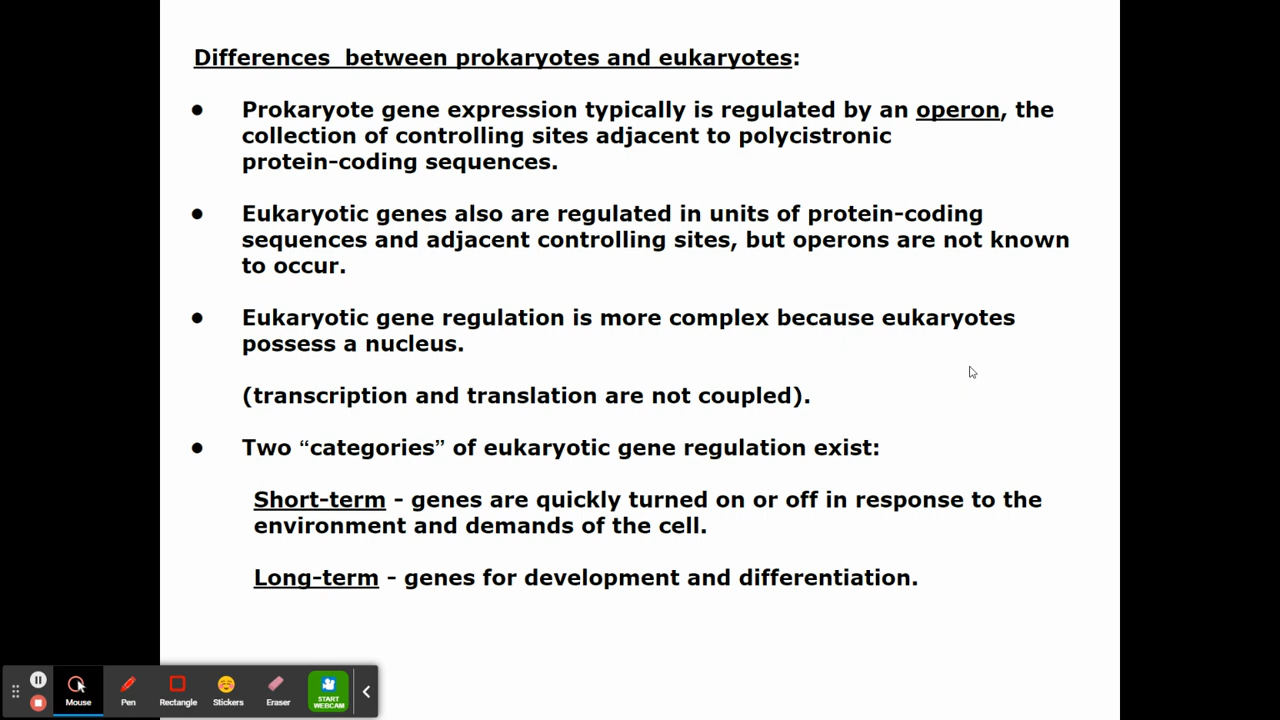 Differences between prokaryotes and eukaryotes:
● Prokaryote gene expression typically is regulated by an operon, the
collection of controlling sites adjacent to polycistronic
protein-coding sequences.
● Eukaryotic genes also are regulated in units of protein-coding
sequences and adjacent controlling sites, but operons are not known
to occur.
● Eukaryotic gene regulation is more complex because eukaryotes
possess a nucleus.
(transcription and translation are not coupled).
● Two “categories” of eukaryotic gene regulation exist:
Short-term - genes are quickly turned on or off in response to the
environment and demands of the cell.
Long-term - genes for development and differentiation.
Mouse Pen Rectangle Stickers Eraser START
WEBCAM